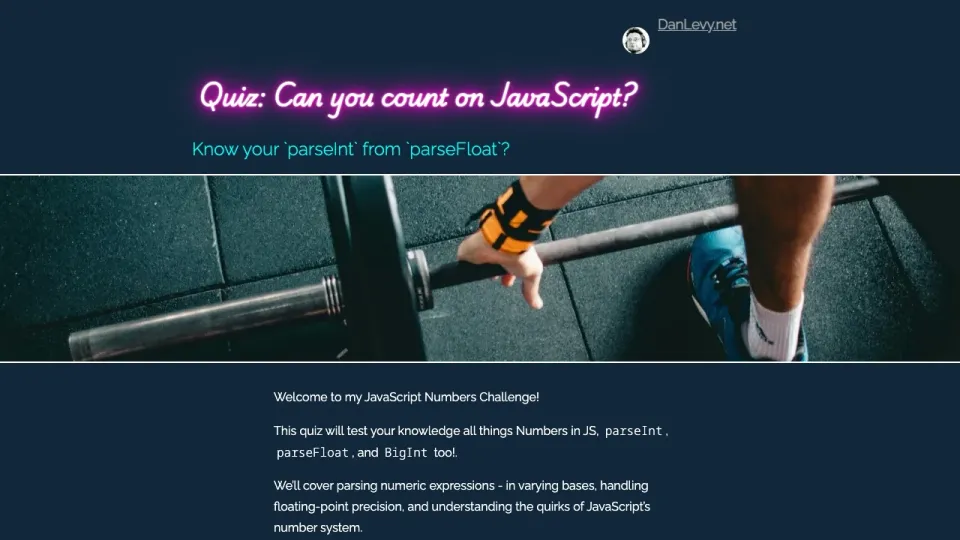 DanLevy.net
Quiz: Can you count on JavaScript?
Know your `parseInt` from `parseFloat`?
Welcome to my JavaScript Numbers Challenge!
This quiz will test your knowledge all things Numbers in JS, parseInt,
parseFloat, and BigInt too!.
We'll cover parsing numeric expressions - in varying bases, handling
floating-point precision, and understanding the quirks of JavaScript's
number system.